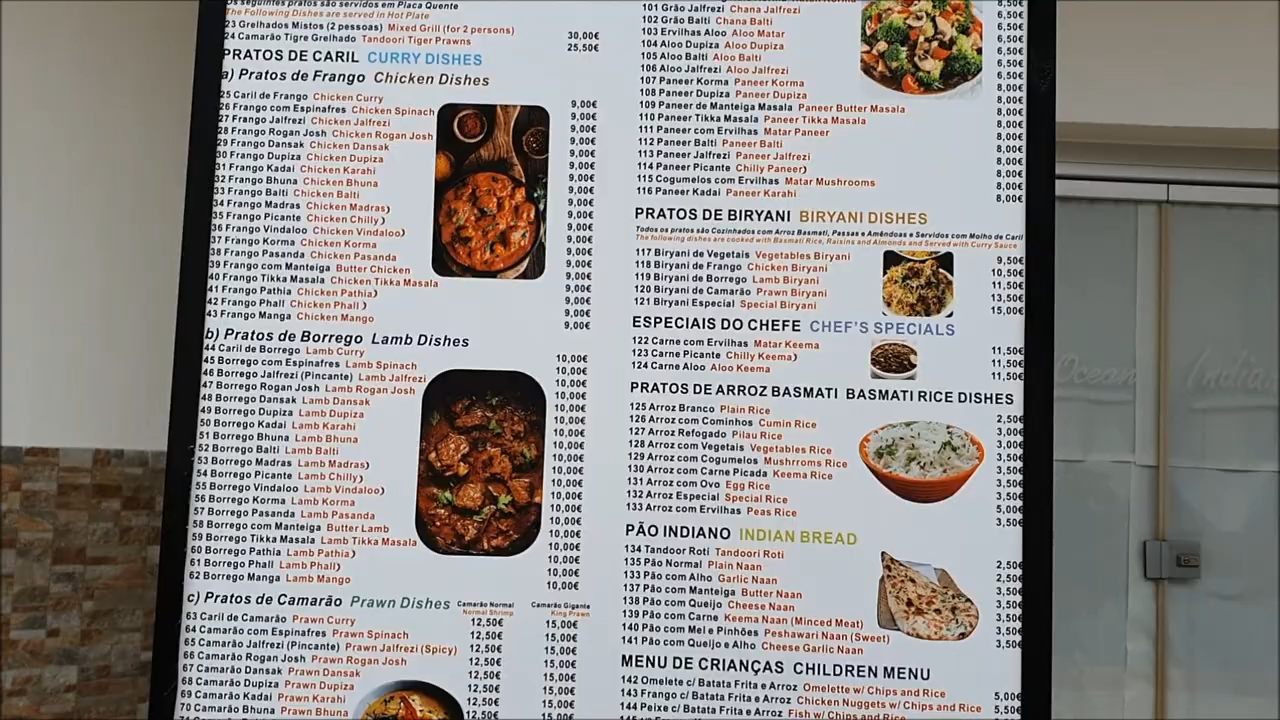 Os seguintes pratos são servidos em Placa Quente
The Following Dishes are served in Hot Plate
23 Grelhados Mistos (2 pessoas) Mixed Grill (for 2 persons) 30,00€
24 Camarão Tigre Grelhado Tandoori Tiger Prawns 25,50€
PRATOS DE CARIL CURRY DISHES
a) Pratos de Frango Chicken Dishes
25 Caril de Frango Chicken Curry 9,00€
26 Frango com Espinafres Chicken Spinach 9,00€
27 Frango Jalfrezi Chicken Jalfrezi 9,00€
28 Frango Rogan Josh Chicken Rogan Josh 9,00€
29 Frango Dansak Chicken Dansak 9,00€
30 Frango Dupiza Chicken Dupiza 9,00€
31 Frango Kadai Chicken Karahi 9,00€
32 Frango Bhuna Chicken Bhuna 9,00€
33 Frango Balti Chicken Balti 9,00€
34 Frango Madras Chicken Madras) 9,00€
35 Frango Picante Chicken Chilly) 9,00€
36 Frango Vindaloo Chicken Vindaloo) 9,00€
37 Frango Korma Chicken Korma 9,00€
38 Frango Pasanda Chicken Pasanda 9,00€
39 Frango com Manteiga Butter Chicken 9,00€
40 Frango Tikka Masala Chicken Tikka Masala 9,00€
41 Frango Pathia Chicken Pathia) 9,00€
42 Frango Phall Chicken Phall ) 9,00€
43 Frango Manga Chicken Mango 9,00€
b) Pratos de Borrego Lamb Dishes
44 Caril de Borrego Lamb Curry 10,00€
45 Borrego com Espinafres Lamb Spinach 10,00€
46 Borrego Jalfrezi (Pincante) Lamb Jalfrezi 10,00€
47 Borrego Rogan Josh Lamb Rogan Josh 10,00€
48 Borrego Dansak Lamb Dansak 10,00€
49 Borrego Dupiza Lamb Dupiza 10,00€
50 Borrego Kadai Lamb Karahi 10,00€
51 Borrego Bhuna Lamb Bhuna 10,00€
52 Borrego Balti Lamb Balti 10,00€
53 Borrego Madras Lamb Madras) 10,00€
54 Borrego Picante Lamb Chilly) 10,00€
55 Borrego Vindaloo Lamb Vindaloo) 10,00€
56 Borrego Korma Lamb Korma 10,00€
57 Borrego Pasanda Lamb Pasanda 10,00€
58 Borrego com Manteiga Butter Lamb 10,00€
59 Borrego Tikka Masala Lamb Tikka Masala 10,00€
60 Borrego Pathia Lamb Pathia) 10,00€
61 Borrego Phall Lamb Phall) 10,00€
62 Borrego Manga Lamb Mango 10,00€
c) Pratos de Camarão Prawn Dishes Camarão Normal Normal Shrimp Camarão Gigante King Prawn
63 Caril de Camarão Prawn Curry 12,50€ 15,00€
64 Camarão com Espinafres Prawn Spinach 12,50€ 15,00€
65 Camarão Jalfrezi (Pincante) Prawn Jalfrezi (Spicy) 12,50€ 15,00€
66 Camarão Rogan Josh Prawn Rogan Josh 12,50€ 15,00€
67 Camarão Dansak Prawn Dansak 12,50€ 15,00€
68 Camarão Dupiza Prawn Dupiza 12,50€ 15,00€
69 Camarão Kadai Prawn Karahi 12,50€ 15,00€
70 Camarão Bhuna Prawn Bhuna 12,50€ 15,00€
8,50€
101 Grão Jalfrezi Chana Jalfrezi 6,50€
102 Grão Balti Chana Balti 6,50€
103 Ervilhas Aloo Aloo Matar 6,50€
104 Aloo Dupiza Aloo Dupiza 6,50€
105 Aloo Balti Aloo Balti 6,50€
106 Aloo Jalfrezi Aloo Jalfrezi 6,50€
107 Paneer Korma Paneer Korma 8,00€
108 Paneer Dupiza Paneer Dupiza 8,00€
109 Paneer de Manteiga Masala Paneer Butter Masala 8,00€
110 Paneer Tikka Masala Paneer Tikka Masala 8,00€
111 Paneer com Ervilhas Matar Paneer 8,00€
112 Paneer Balti Paneer Balti 8,00€
113 Paneer Jalfrezi Paneer Jalfrezi 8,00€
114 Paneer Picante Chilly Paneer) 8,00€
115 Cogumelos com Ervilhas Matar Mushrooms 8,00€
116 Paneer Kadai Paneer Karahi 8,00€
PRATOS DE BIRYANI BIRYANI DISHES
Todos os pratos são Cozinhados com Arroz Basmati, Passas e Amêndoas e Servidos com Molho de Caril
The following dishes are cooked with Basmati Rice, Raisins and Almonds and Served with Curry Sauce
117 Biryani de Vegetais Vegetables Biryani 9,50€
118 Biryani de Frango Chicken Biryani 10,50€
119 Biryani de Borrego Lamb Biryani 11,50€
120 Biryani de Camarão Prawn Biryani 13,50€
121 Biryani Especial Special Biryani 15,00€
ESPECIAIS DO CHEFE CHEF'S SPECIALS
122 Carne com Ervilhas Matar Keema 11,50€
123 Carne Picante Chilly Keema) 11,50€
124 Carne Aloo Aloo Keema 11,50€
PRATOS DE ARROZ BASMATI BASMATI RICE DISHES
125 Arroz Branco Plain Rice 2,50€
126 Arroz com Cominhos Cumin Rice 3,00€
127 Arroz Refogado Pilau Rice 3,00€
128 Arroz com Vegetais Vegetables Rice 3,50€
129 Arroz com Cogumelos Mushrroms Rice 3,50€
130 Arroz com Carne Picada Keema Rice 3,50€
131 Arroz com Ovo Egg Rice 3,50€
132 Arroz Especial Special Rice 5,00€
133 Arroz com Ervilhas Peas Rice 3,50€
PÃO INDIANO INDIAN BREAD
134 Tandoor Roti Tandoori Roti 2,50€
135 Pão Normal Plain Naan 2,50€
133 Pão com Alho Garlic Naan 3,50€
137 Pão com Manteiga Butter Naan 3,50€
138 Pão com Queijo Cheese Naan 3,50€
139 Pão com Carne Keema Naan (Minced Meat) 3,50€
140 Pão com Mel e Pinhões Peshawari Naan (Sweet) 3,50€
141 Pão com Queijo e Alho Cheese Garlic Naan 3,50€
MENU DE CRIANÇAS CHILDREN MENU
142 Omelete c/ Batata Frita e Arroz Omelette w/ Chips and Rice 5,00€
143 Frango c/ Batata Frita e Arroz Chicken Nuggets w/ Chips and Rice 5,50€
144 Peixe c/ Batata Frita e Arroz Fish w/ Chips and Rice
Ocean Indian